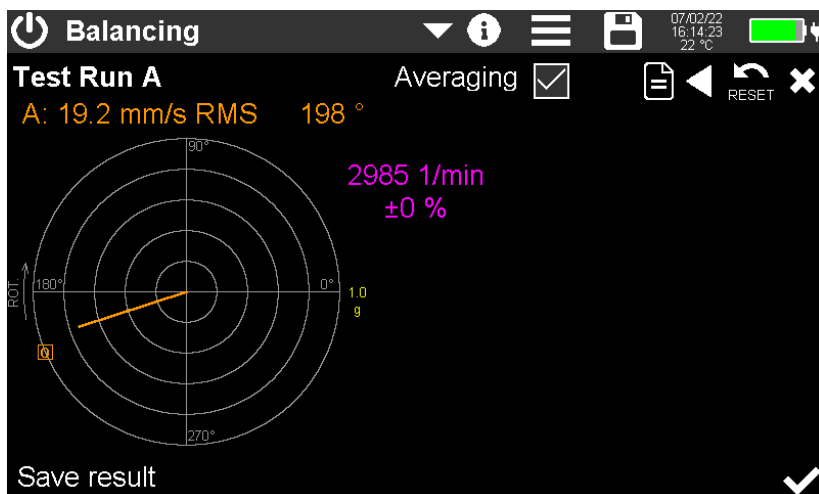 Balancing
i
07/02/22
16:14:23
22 °C
Test Run A
Averaging
RESET
A: 19.2 mm/s RMS 198 °
90°
2985 1/min
±0 %
180°
0°
1.0
g
ROT.
0
270°
Save result